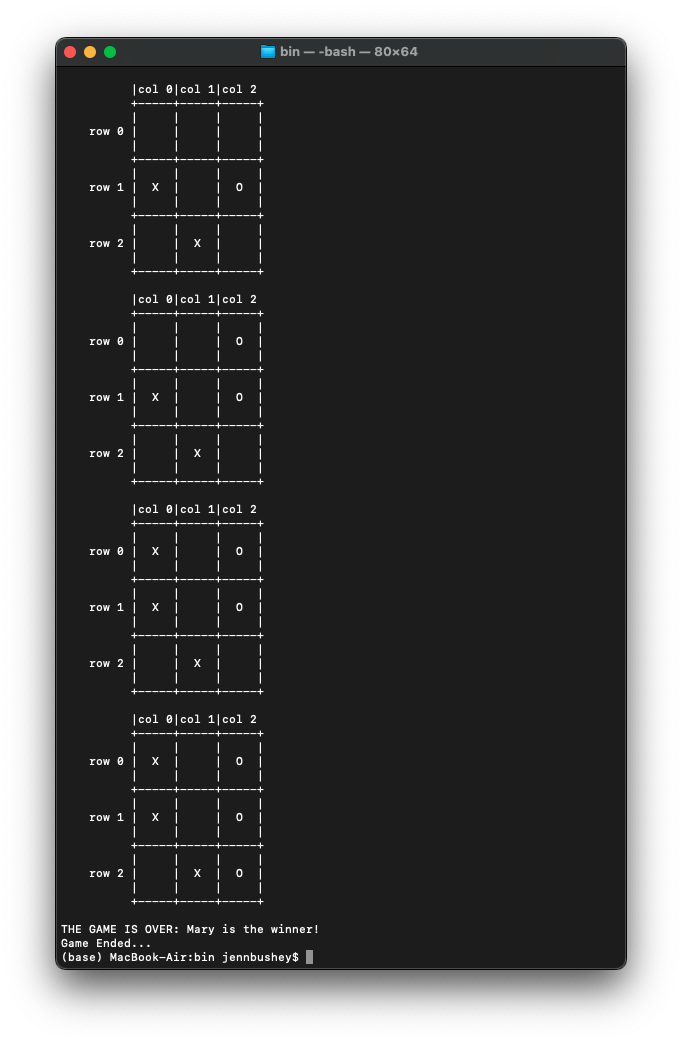 bin — -bash — 80×64
|col 0|col 1|col 2
+-----+-----+-----+
|     |     |     |
row 0 |     |     |     |
|     |     |     |
+-----+-----+-----+
|     |     |     |
row 1 |  X  |     |  O  |
|     |     |     |
+-----+-----+-----+
|     |     |     |
row 2 |     |  X  |     |
|     |     |     |
+-----+-----+-----+
|col 0|col 1|col 2
+-----+-----+-----+
|     |     |     |
row 0 |     |     |  O  |
|     |     |     |
+-----+-----+-----+
|     |     |     |
row 1 |  X  |     |  O  |
|     |     |     |
+-----+-----+-----+
|     |     |     |
row 2 |     |  X  |     |
|     |     |     |
+-----+-----+-----+
|col 0|col 1|col 2
+-----+-----+-----+
|     |     |     |
row 0 |  X  |     |  O  |
|     |     |     |
+-----+-----+-----+
|     |     |     |
row 1 |  X  |     |  O  |
|     |     |     |
+-----+-----+-----+
|     |     |     |
row 2 |     |  X  |     |
|     |     |     |
+-----+-----+-----+
|col 0|col 1|col 2
+-----+-----+-----+
|     |     |     |
row 0 |  X  |     |  O  |
|     |     |     |
+-----+-----+-----+
|     |     |     |
row 1 |  X  |     |  O  |
|     |     |     |
+-----+-----+-----+
|     |     |     |
row 2 |     |  X  |  O  |
|     |     |     |
+-----+-----+-----+
THE GAME IS OVER: Mary is the winner!
Game Ended...
(base) MacBook-Air:bin jennbushey$